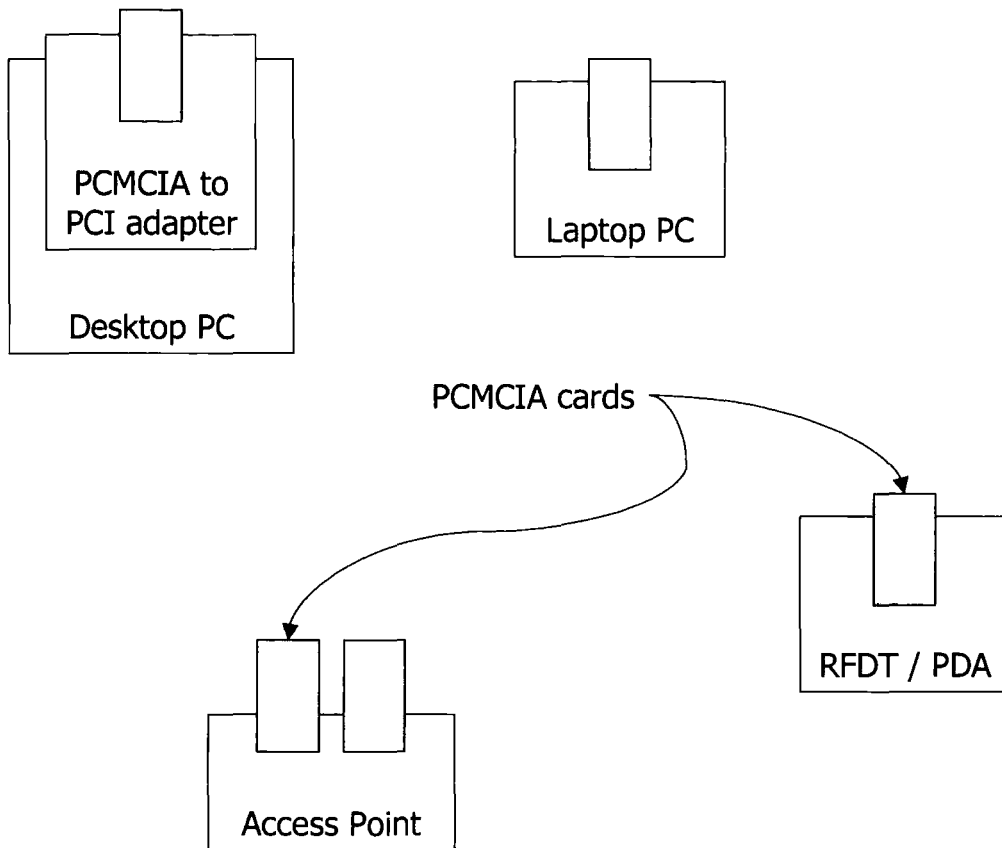 PCMCIA to
PCI adapter
Desktop PC
Laptop PC
PCMCIA cards
RFDT / PDA
Access Point